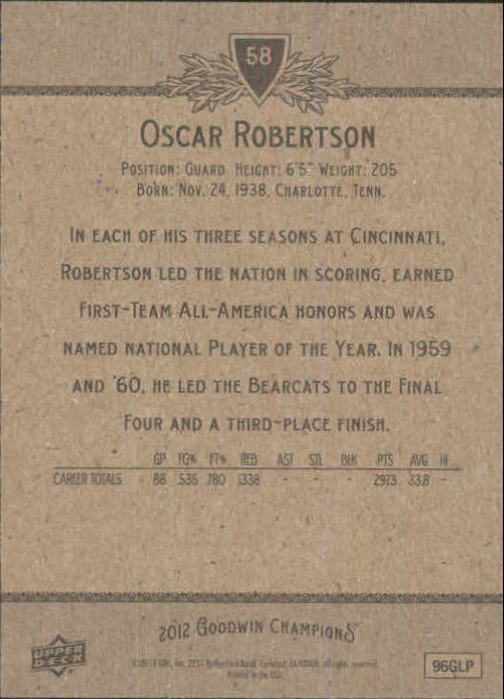 58
OSCAR ROBERTSON
POSITION: GUARD HEIGHT: 6'5" WEIGHT: 205
BORN: NOV. 24, 1938, CHARLOTTE, TENN.
IN EACH OF HIS THREE SEASONS AT CINCINNATI,
ROBERTSON LED THE NATION IN SCORING, EARNED
FIRST-TEAM ALL-AMERICA HONORS AND WAS
NAMED NATIONAL PLAYER OF THE YEAR. IN 1959
AND '60, HE LED THE BEARCATS TO THE FINAL
FOUR AND A THIRD-PLACE FINISH.
GP FG% FT% REB AST STL BLK PTS AVG HI
CAREER TOTALS 88 .535 .780 1338 - - - 2973 33.8 -
2012 GOODWIN CHAMPIONS
UPPER DECK
Printed in the USA.
96GLP